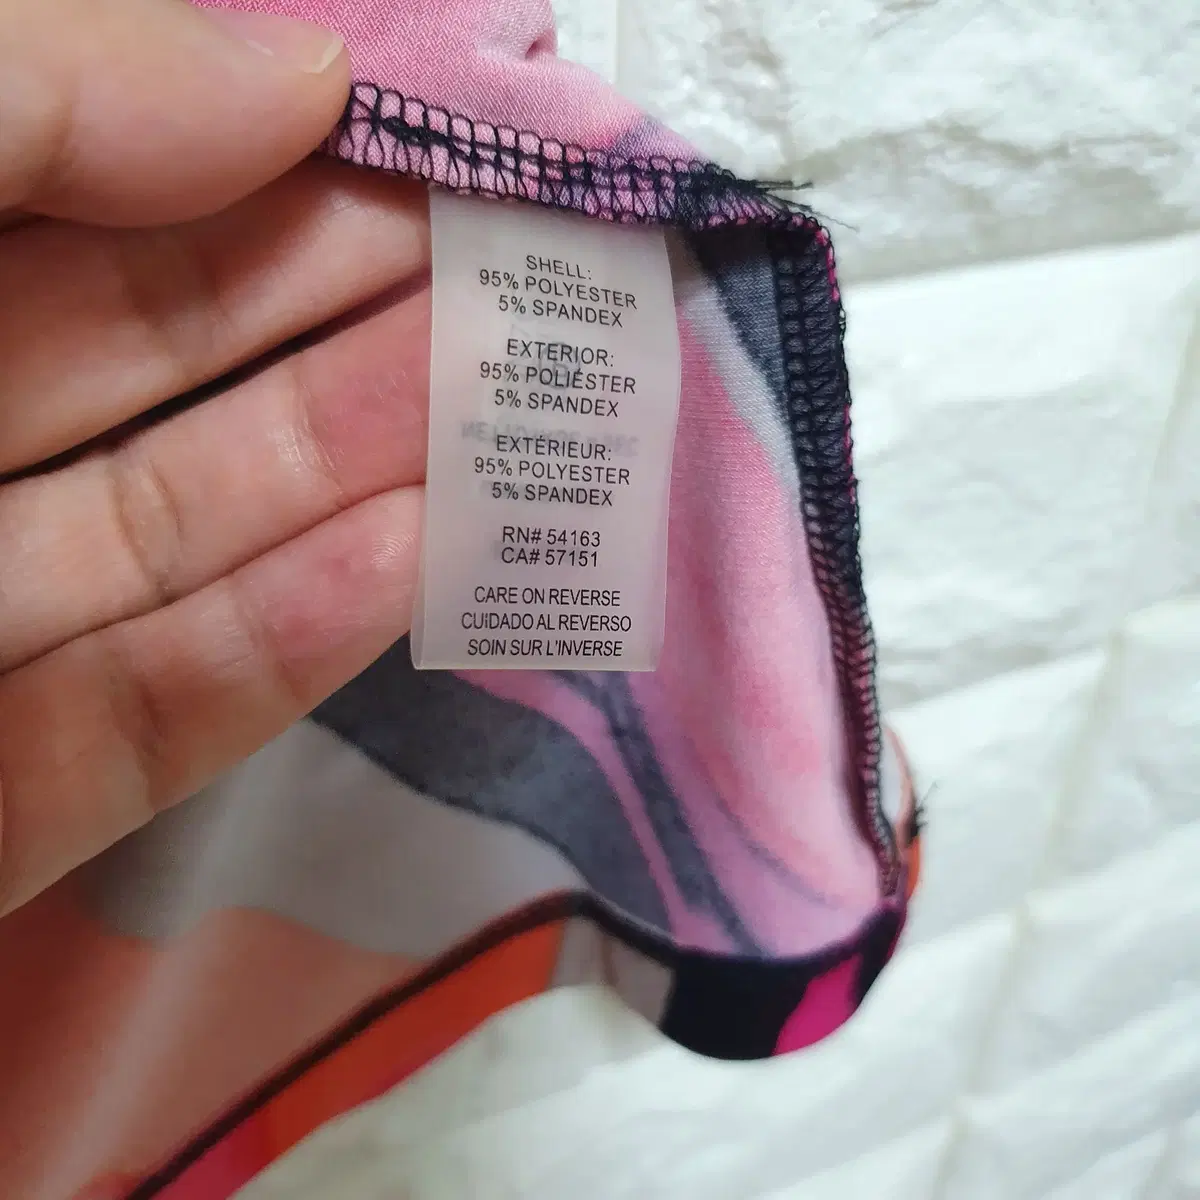 SHELL:
95% POLYESTER
5% SPANDEX
EXTERIOR:
95% POLIÉSTER
5% SPANDEX
EXTÉRIEUR:
95% POLYESTER
5% SPANDEX
RN# 54163
CA# 57151
CARE ON REVERSE
CUIDADO AL REVERSO
SOIN SUR L'INVERSE